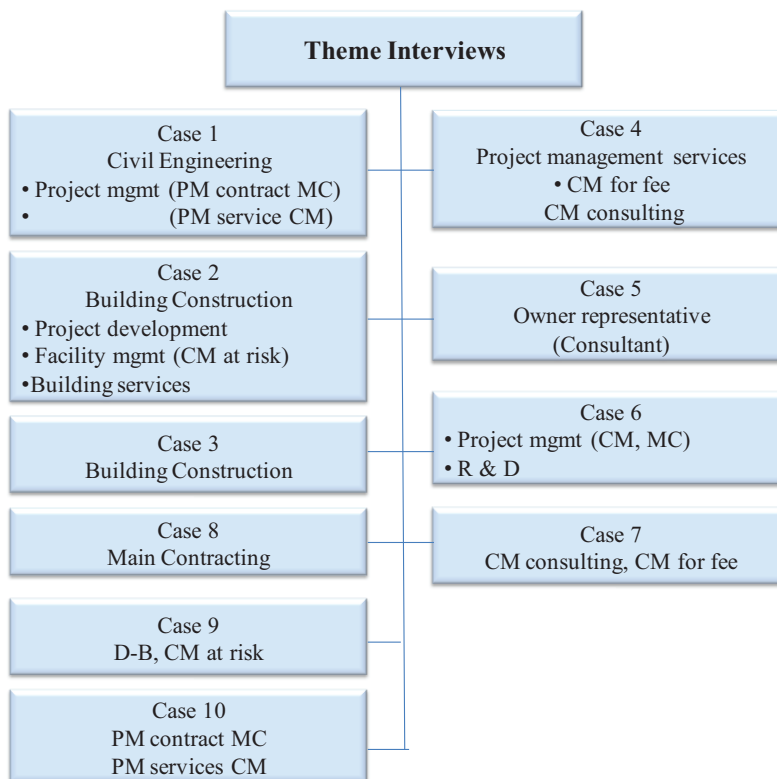 Theme Interviews
Case 1
Civil Engineering
• Project mgmt (PM contract MC)
• (PM service CM)
Case 2
Building Construction
• Project development
• Facility mgmt (CM at risk)
•Building services
Case 3
Building Construction
Case 8
Main Contracting
Case 9
D-B, CM at risk
Case 10
PM contract MC
PM services CM
Case 4
Project management services
• CM for fee
CM consulting
Case 5
Owner representative
(Consultant)
Case 6
• Project mgmt (CM, MC)
• R & D
Case 7
CM consulting, CM for fee